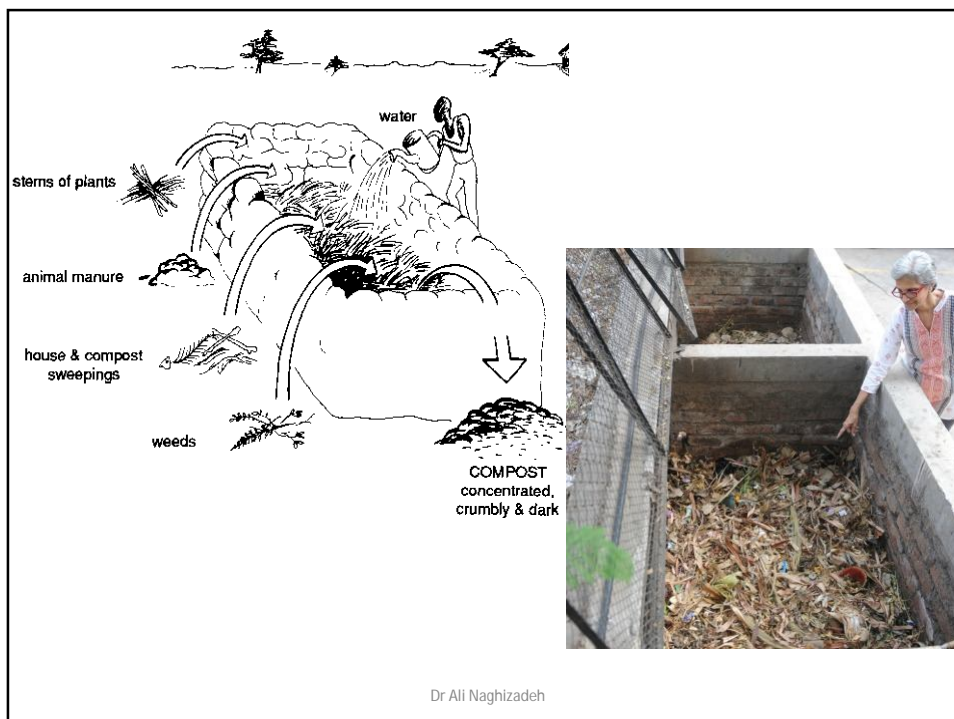 water
stems of plants
animal manure
house & compost
sweepings
weeds
COMPOST
concentrated,
crumbly & dark
Dr Ali Naghizadeh